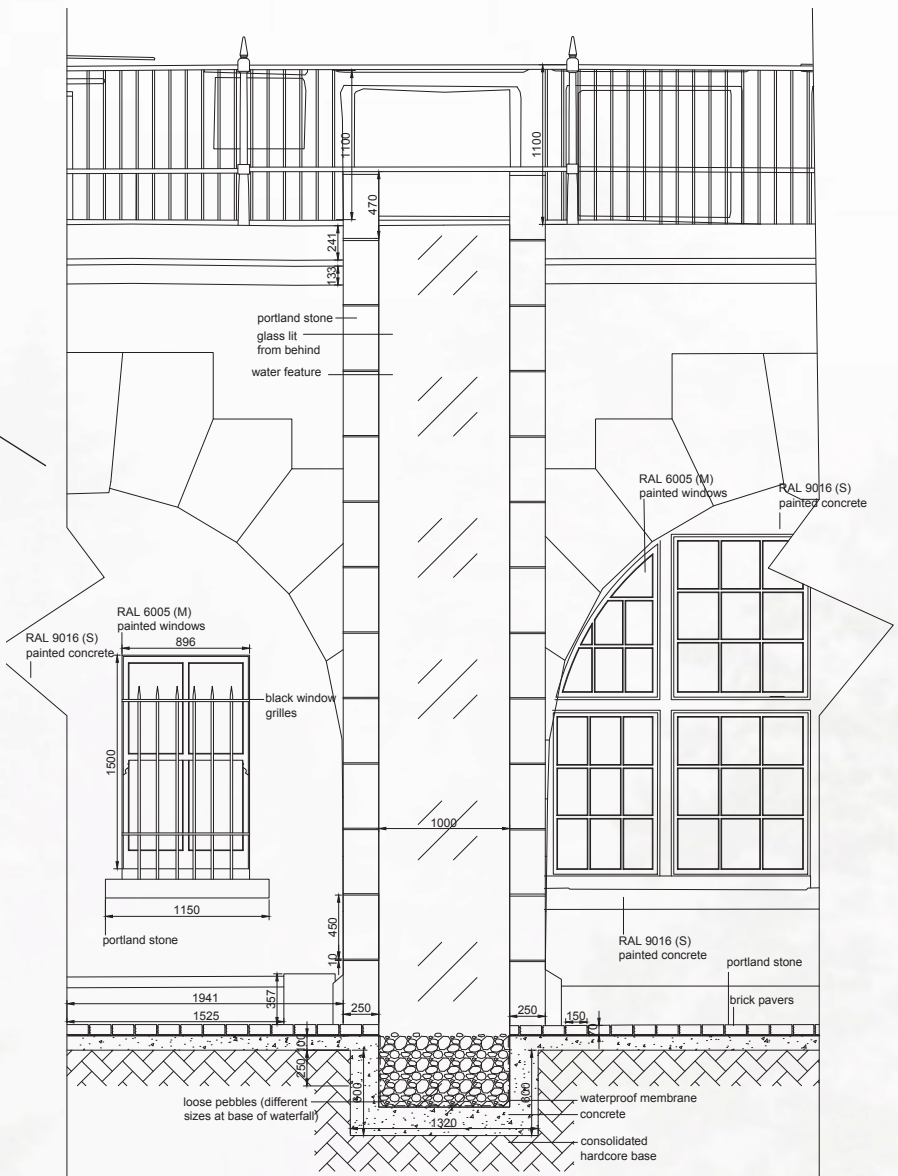 1100
1100
470
241
133
portland stone
glass lit
from behind
water feature
RAL 6005 (M)
painted windows
RAL 9016 (S)
painted concrete
RAL 6005 (M)
painted windows
896
RAL 9016 (S)
painted concrete
black window
grilles
1500
1000
1150
portland stone
450
10
RAL 9016 (S)
painted concrete
portland stone
357
1941
1525
250
250
150
brick pavers
70
100
250
600
600
loose pebbles (different
sizes at base of waterfall)
1320
waterproof membrane
concrete
consolidated
hardcore base